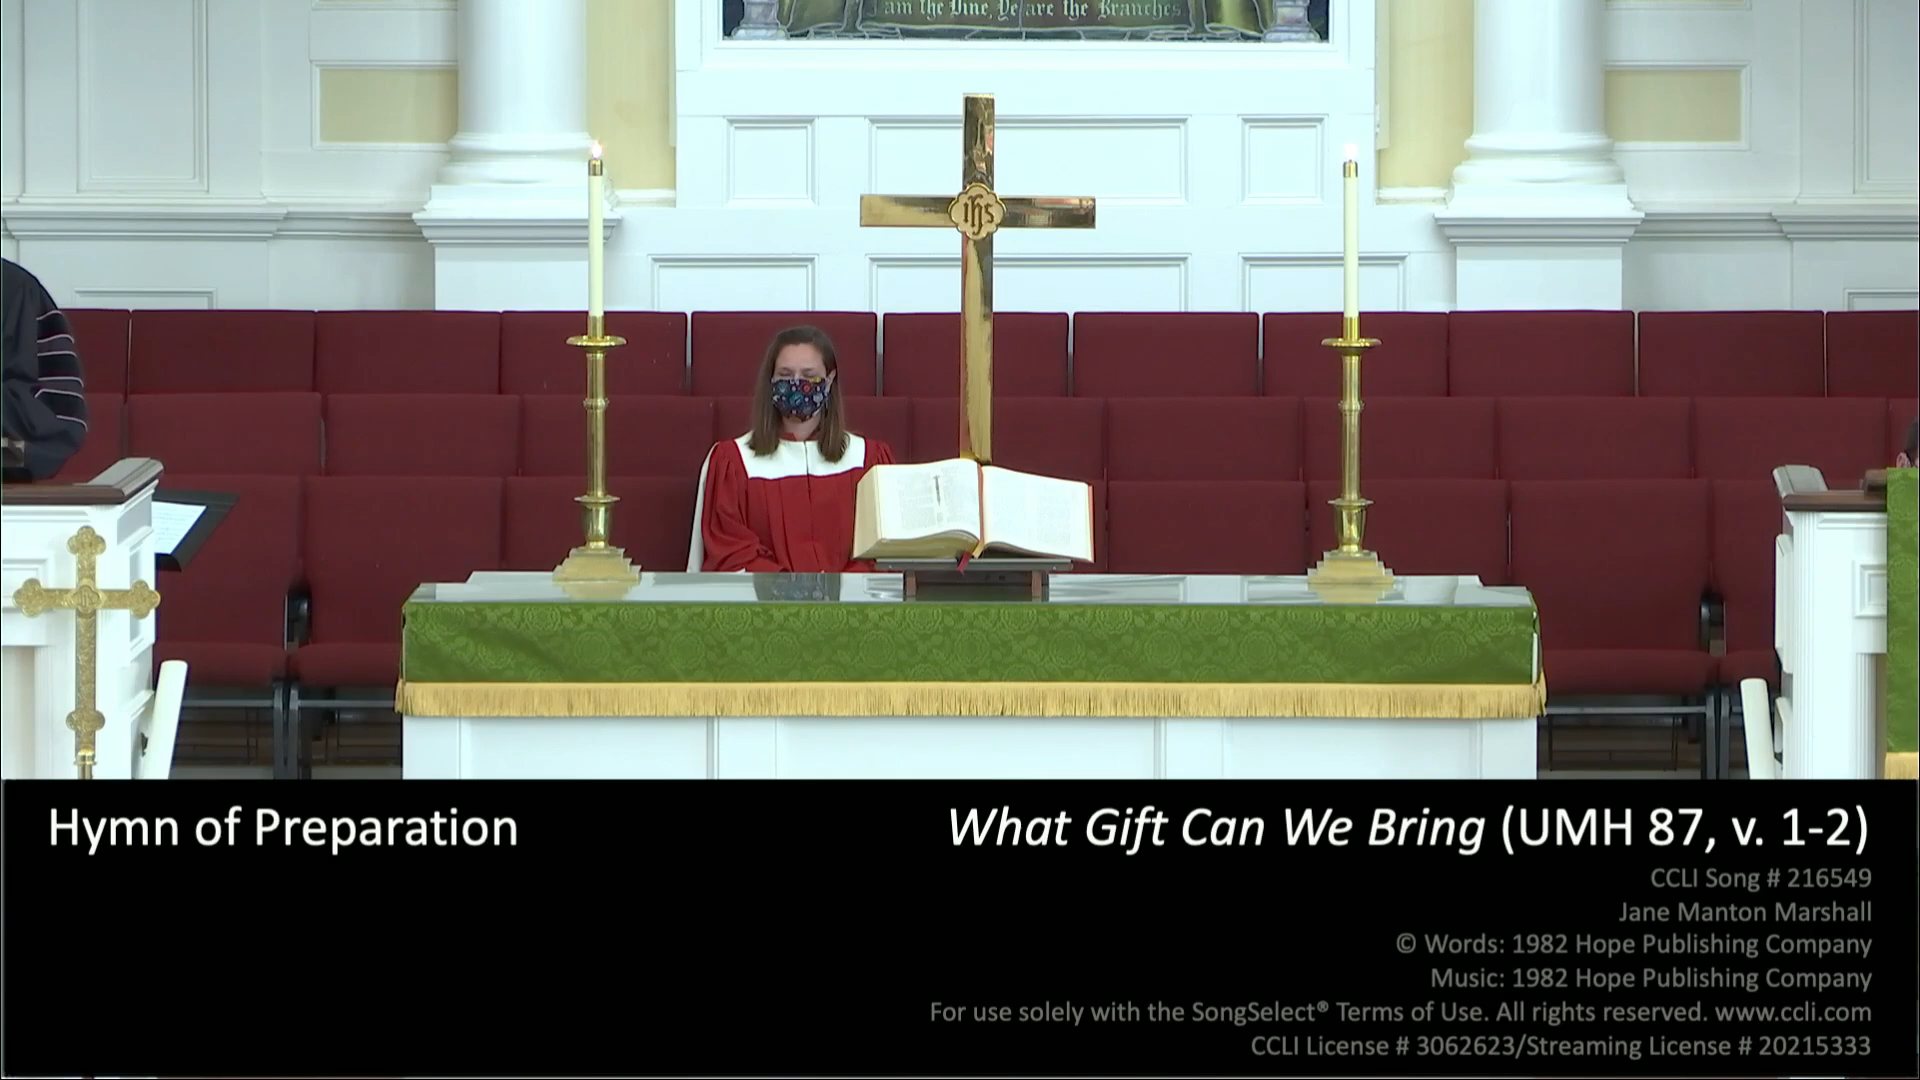 I am the Vine, Ye are the Branches
ihs
Hymn of Preparation
What Gift Can We Bring (UMH 87, v. 1-2)
CCLI Song # 216549
Jane Manton Marshall
© Words: 1982 Hope Publishing Company
Music: 1982 Hope Publishing Company
For use solely with the SongSelect® Terms of Use. All rights reserved. www.ccli.com
CCLI License # 3062623/Streaming License # 20215333